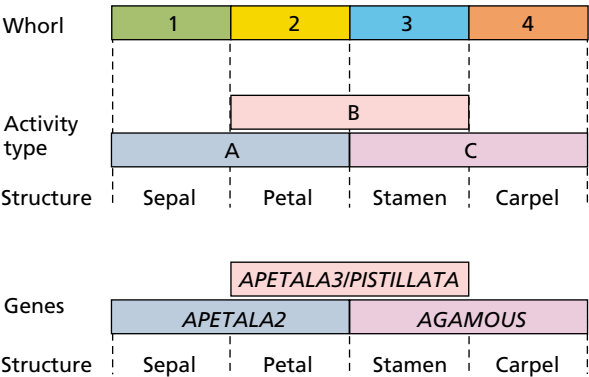 Whorl 1 2 3 4
B
Activity type
A C
Structure Sepal Petal Stamen Carpel
APETALA3/PISTILLATA
Genes
APETALA2 AGAMOUS
Structure Sepal Petal Stamen Carpel